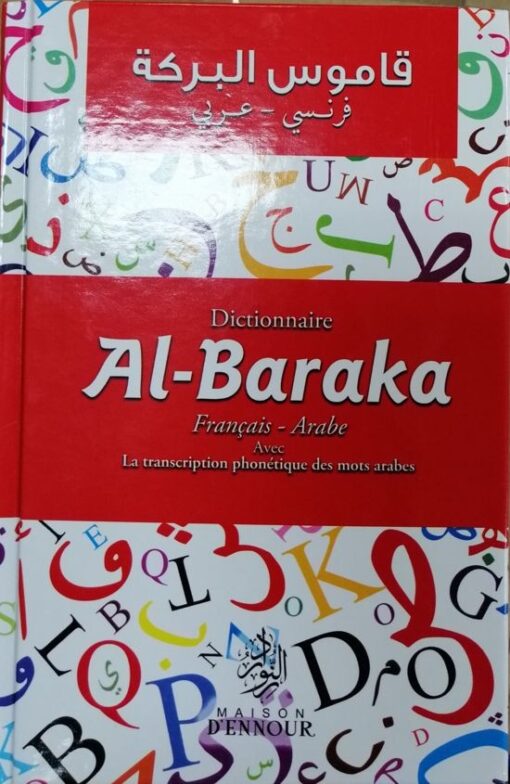 قاموس البركة
فرنسي - عربي
Dictionnaire
Al-Baraka
Français - Arabe
Avec
La transcription phonétique des mots arabes
MAISON
D'ENNOUR